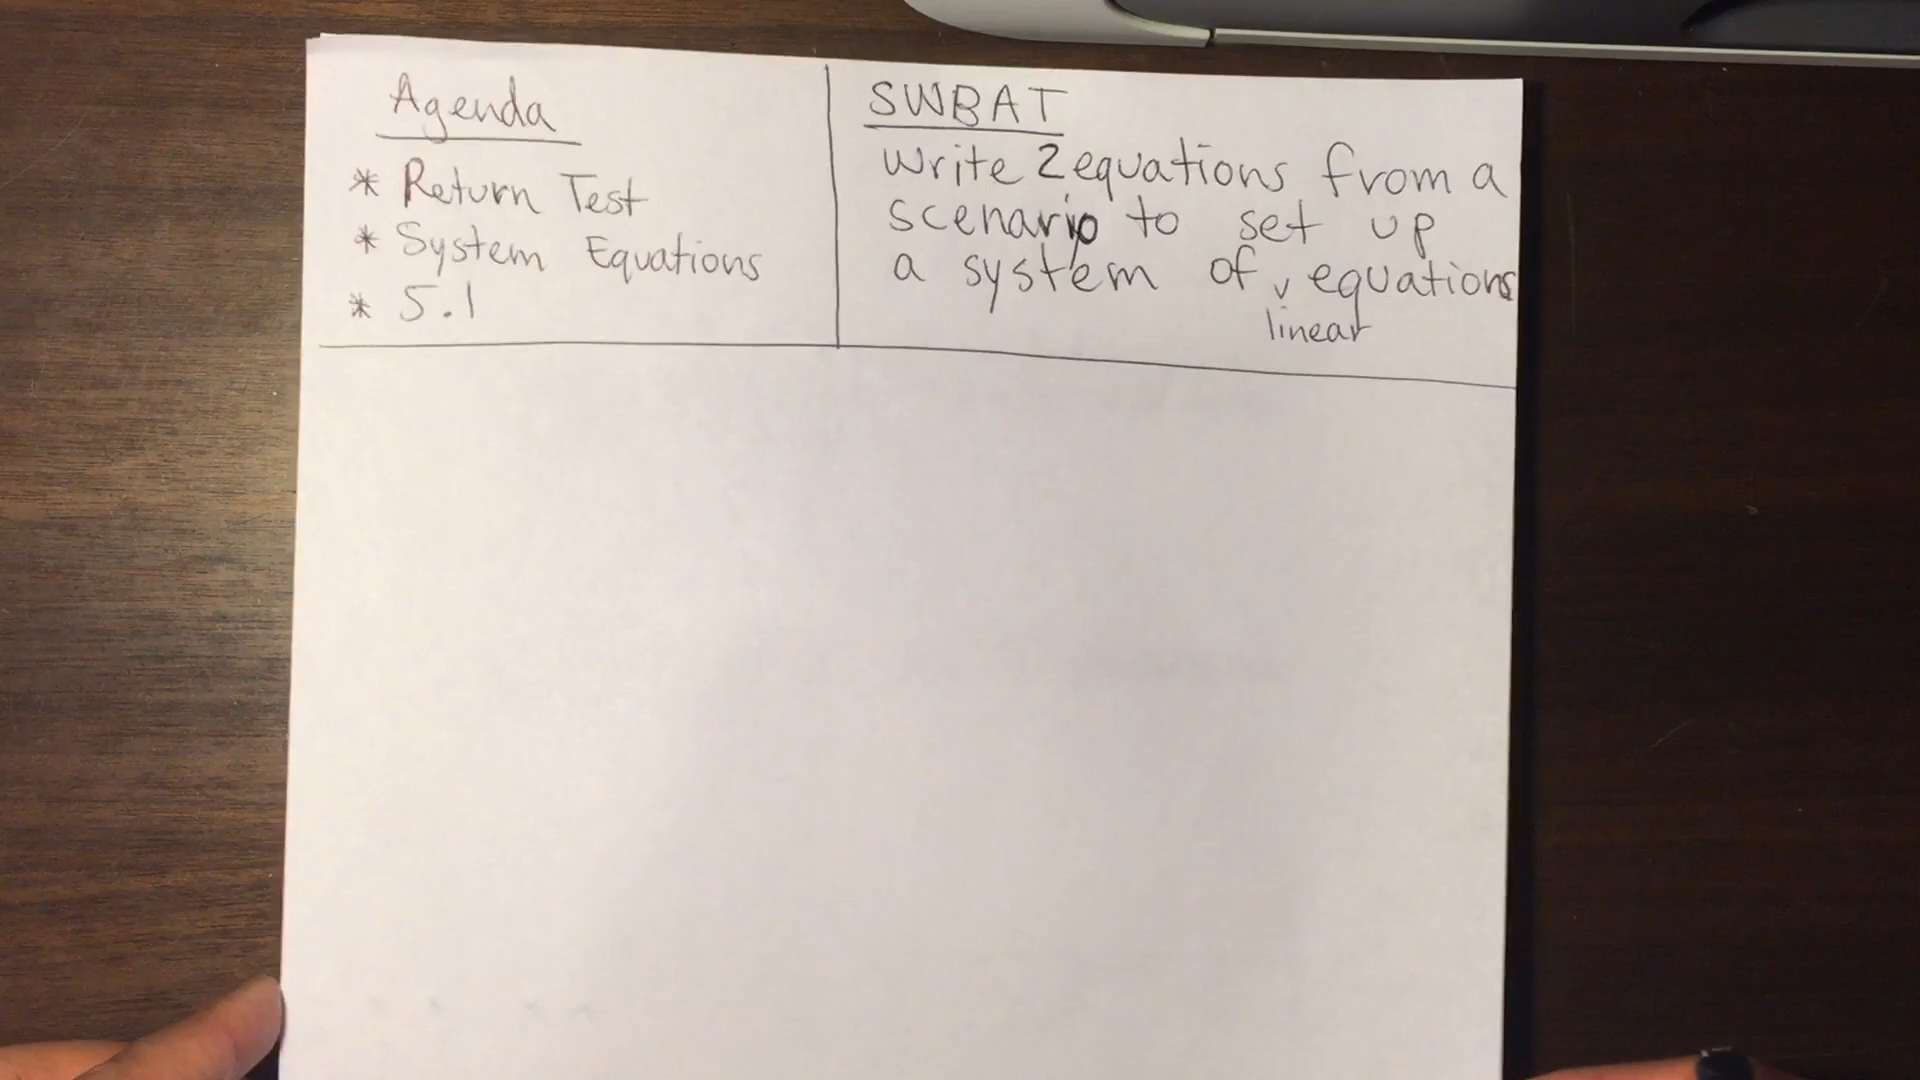 Agenda
* Return Test
* System Equations
* 5.1
SWBAT
Write 2 equations from a
scenario to set up
a system of v equations
linear